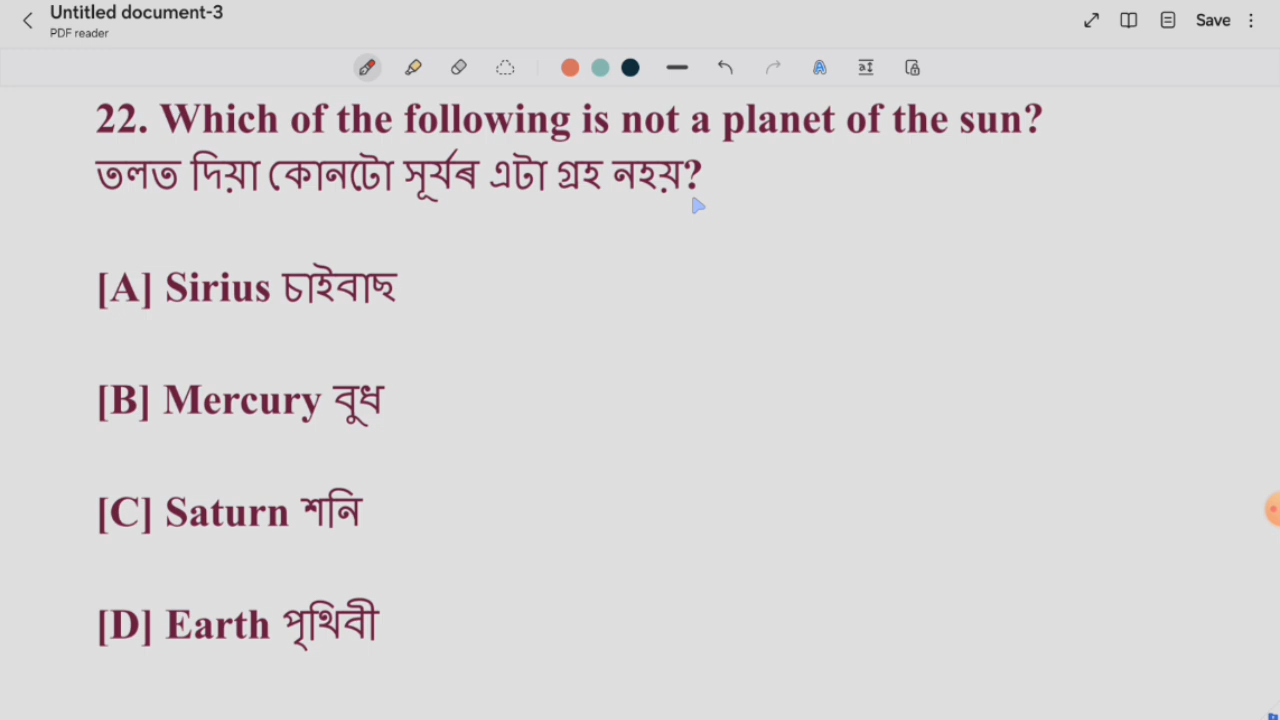 Untitled document-3
PDF reader
Save
22. Which of the following is not a planet of the sun?
তলত দিয়া কোনটো সূৰ্যৰ এটা গ্ৰহ নহয়?
[A] Sirius চাইবাছ
[B] Mercury বুধ
[C] Saturn শনি
[D] Earth পৃথিবী